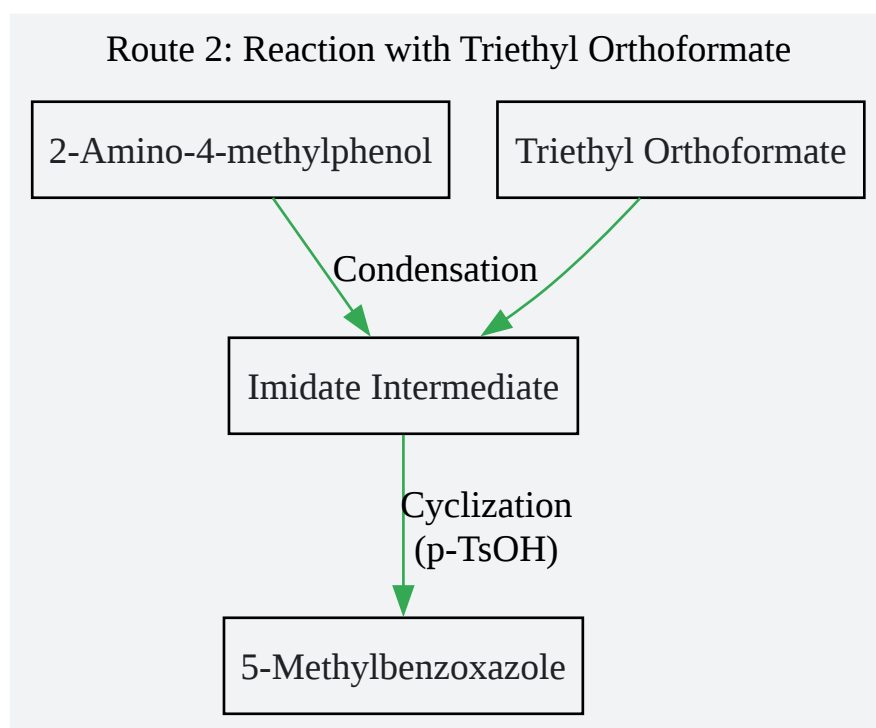 Route 2: Reaction with Triethyl Orthoformate
2-Amino-4-methylphenol
Triethyl Orthoformate
Condensation
Imidate Intermediate
Cyclization
(p-TsOH)
5-Methylbenzoxazole